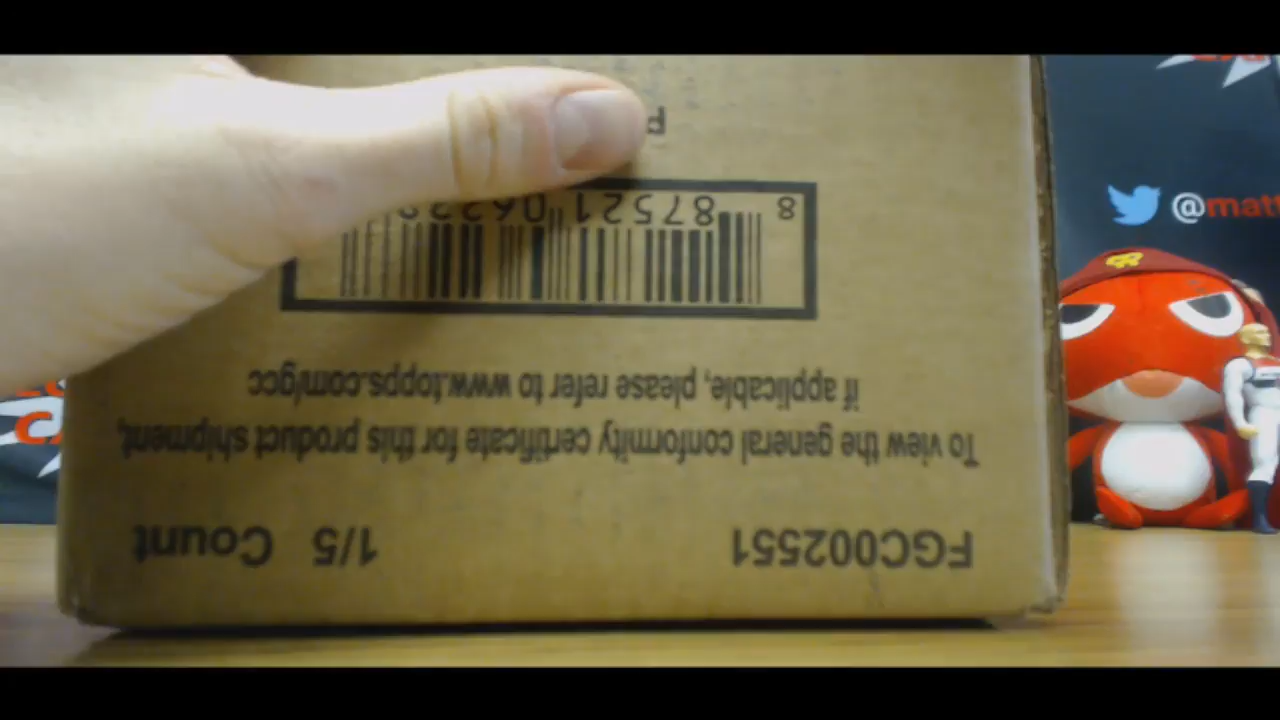 FGC002551 1/5 Count
To view the general conformity certificate for this product shipment,
if applicable, please refer to www.topps.com/gcc
8 87521 0622
@matt